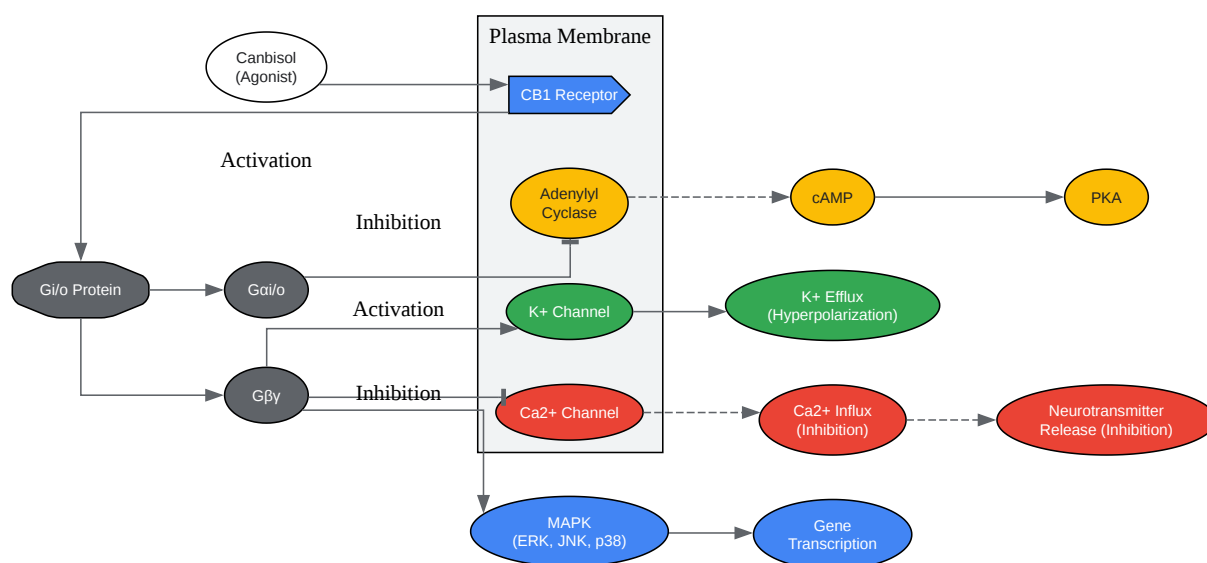 Plasma Membrane
Canbisol
(Agonist)
CB1 Receptor
Activation
Adenylyl
Cyclase
cAMP
PKA
Inhibition
Gi/o Protein
Gαi/o
Activation
K+ Channel
K+ Efflux
(Hyperpolarization)
Gβγ
Inhibition
Ca2+ Channel
Ca2+ Influx
(Inhibition)
Neurotransmitter
Release (Inhibition)
MAPK
(ERK, JNK, p38)
Gene
Transcription